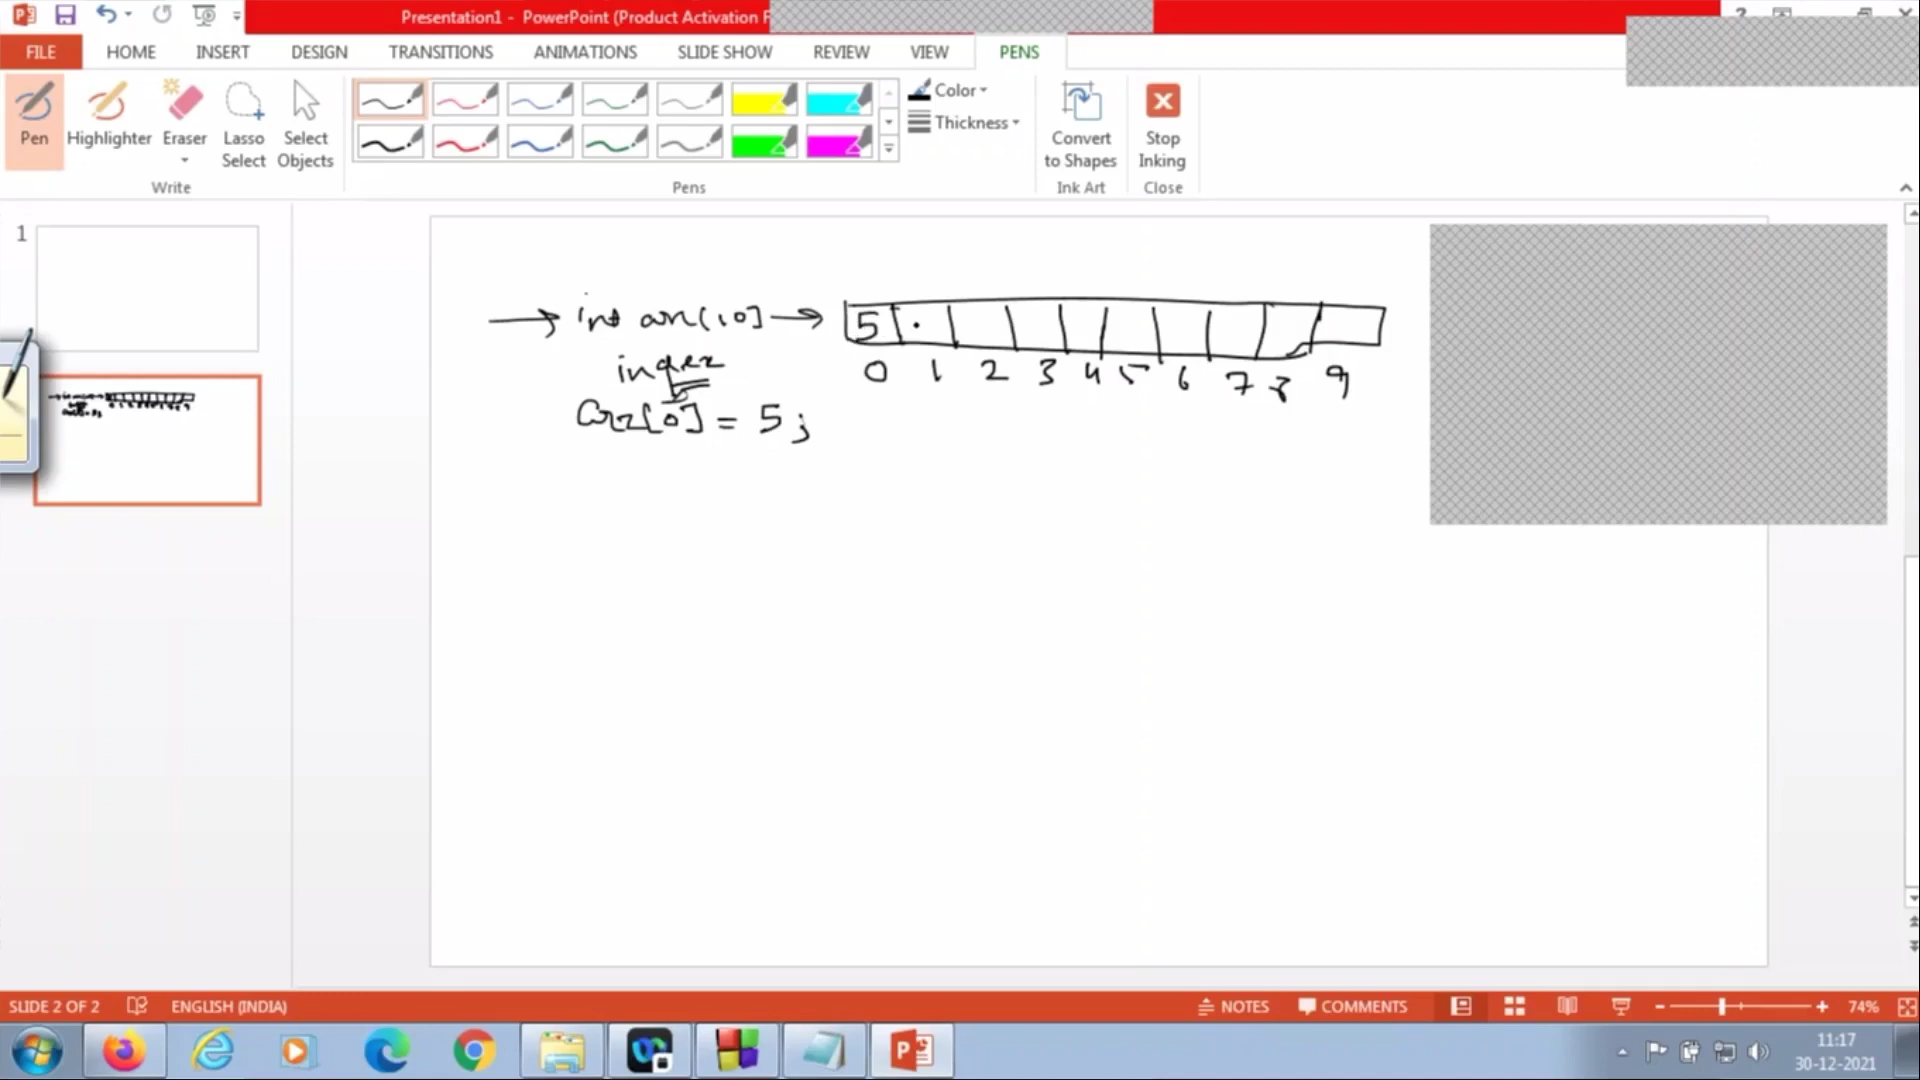 Presentation1 - PowerPoint (Product Activation F
?
FILE HOME INSERT DESIGN TRANSITIONS ANIMATIONS SLIDE SHOW REVIEW VIEW PENS
Pen Highlighter Eraser Lasso Select Select Objects
Color
Thickness
Convert to Shapes
Stop Inking
Write Pens Ink Art Close
1
int arr[10]
5
index
0 1 2 3 4 5 6 7 8 9
arr[0] = 5;
SLIDE 2 OF 2 ENGLISH (INDIA) NOTES COMMENTS 74%
11:17
30-12-2021